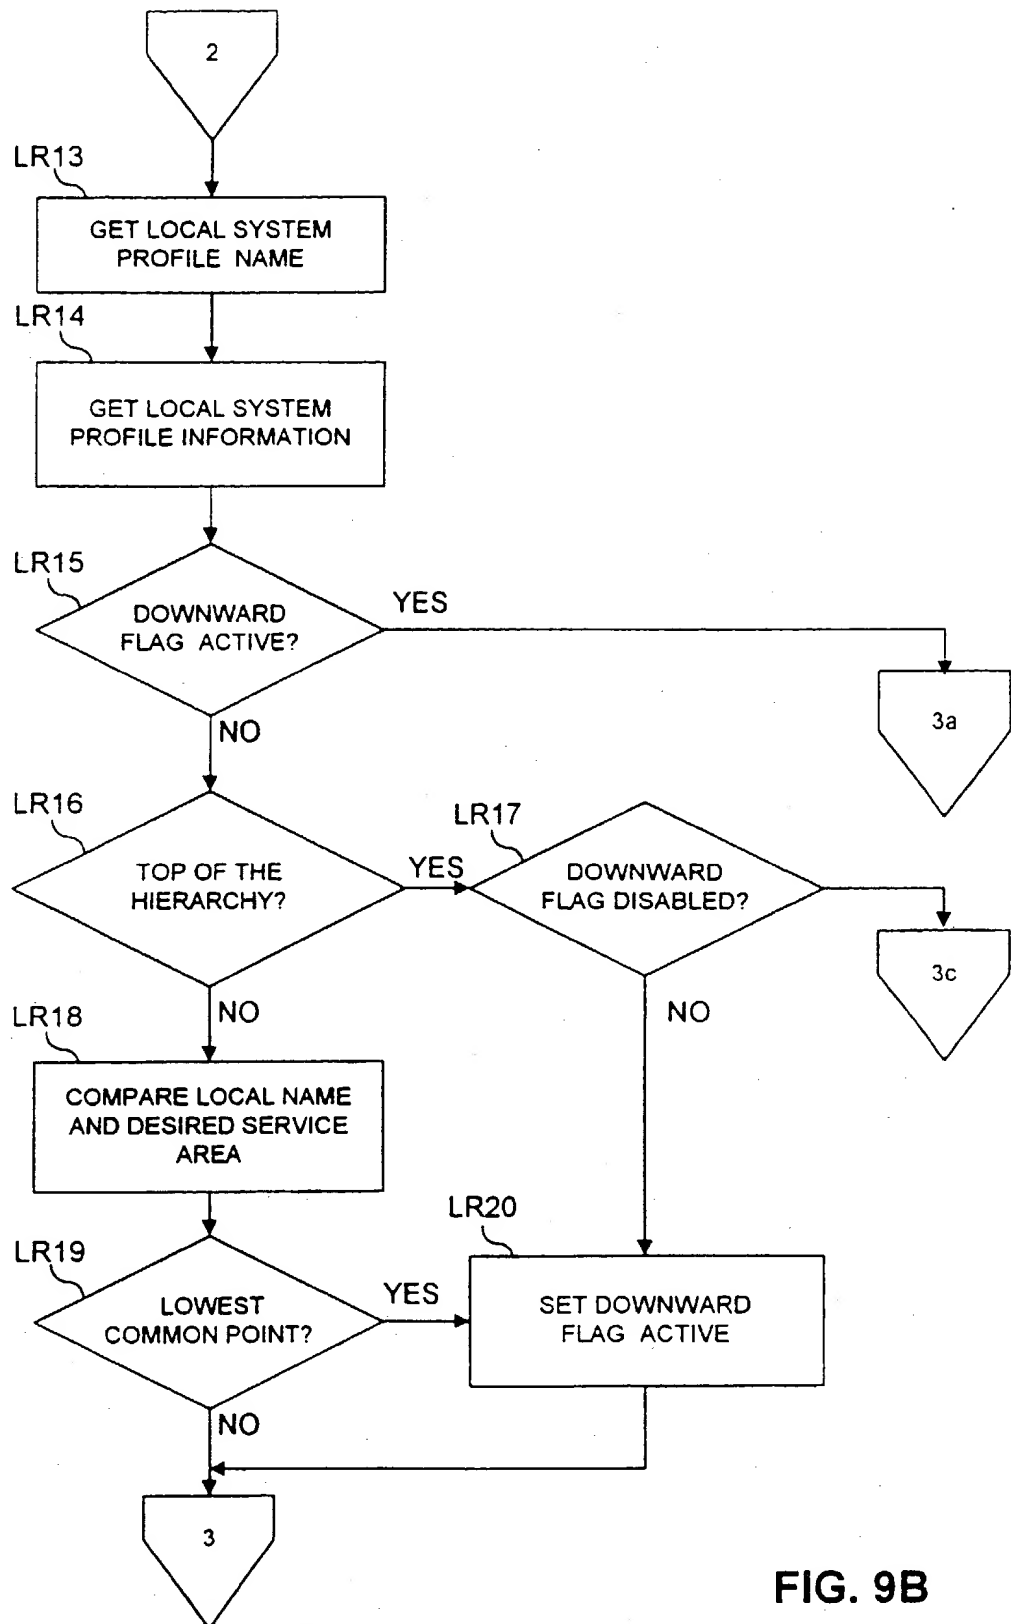 2
LR13
GET LOCAL SYSTEM
PROFILE NAME
LR14
GET LOCAL SYSTEM
PROFILE INFORMATION
LR15
DOWNWARD
FLAG ACTIVE?
YES
3a
NO
LR16
TOP OF THE
HIERARCHY?
YES
LR17
DOWNWARD
FLAG DISABLED?
3c
NO
NO
LR18
COMPARE LOCAL NAME
AND DESIRED SERVICE
AREA
LR19
LOWEST
COMMON POINT?
YES
LR20
SET DOWNWARD
FLAG ACTIVE
NO
3
FIG. 9B